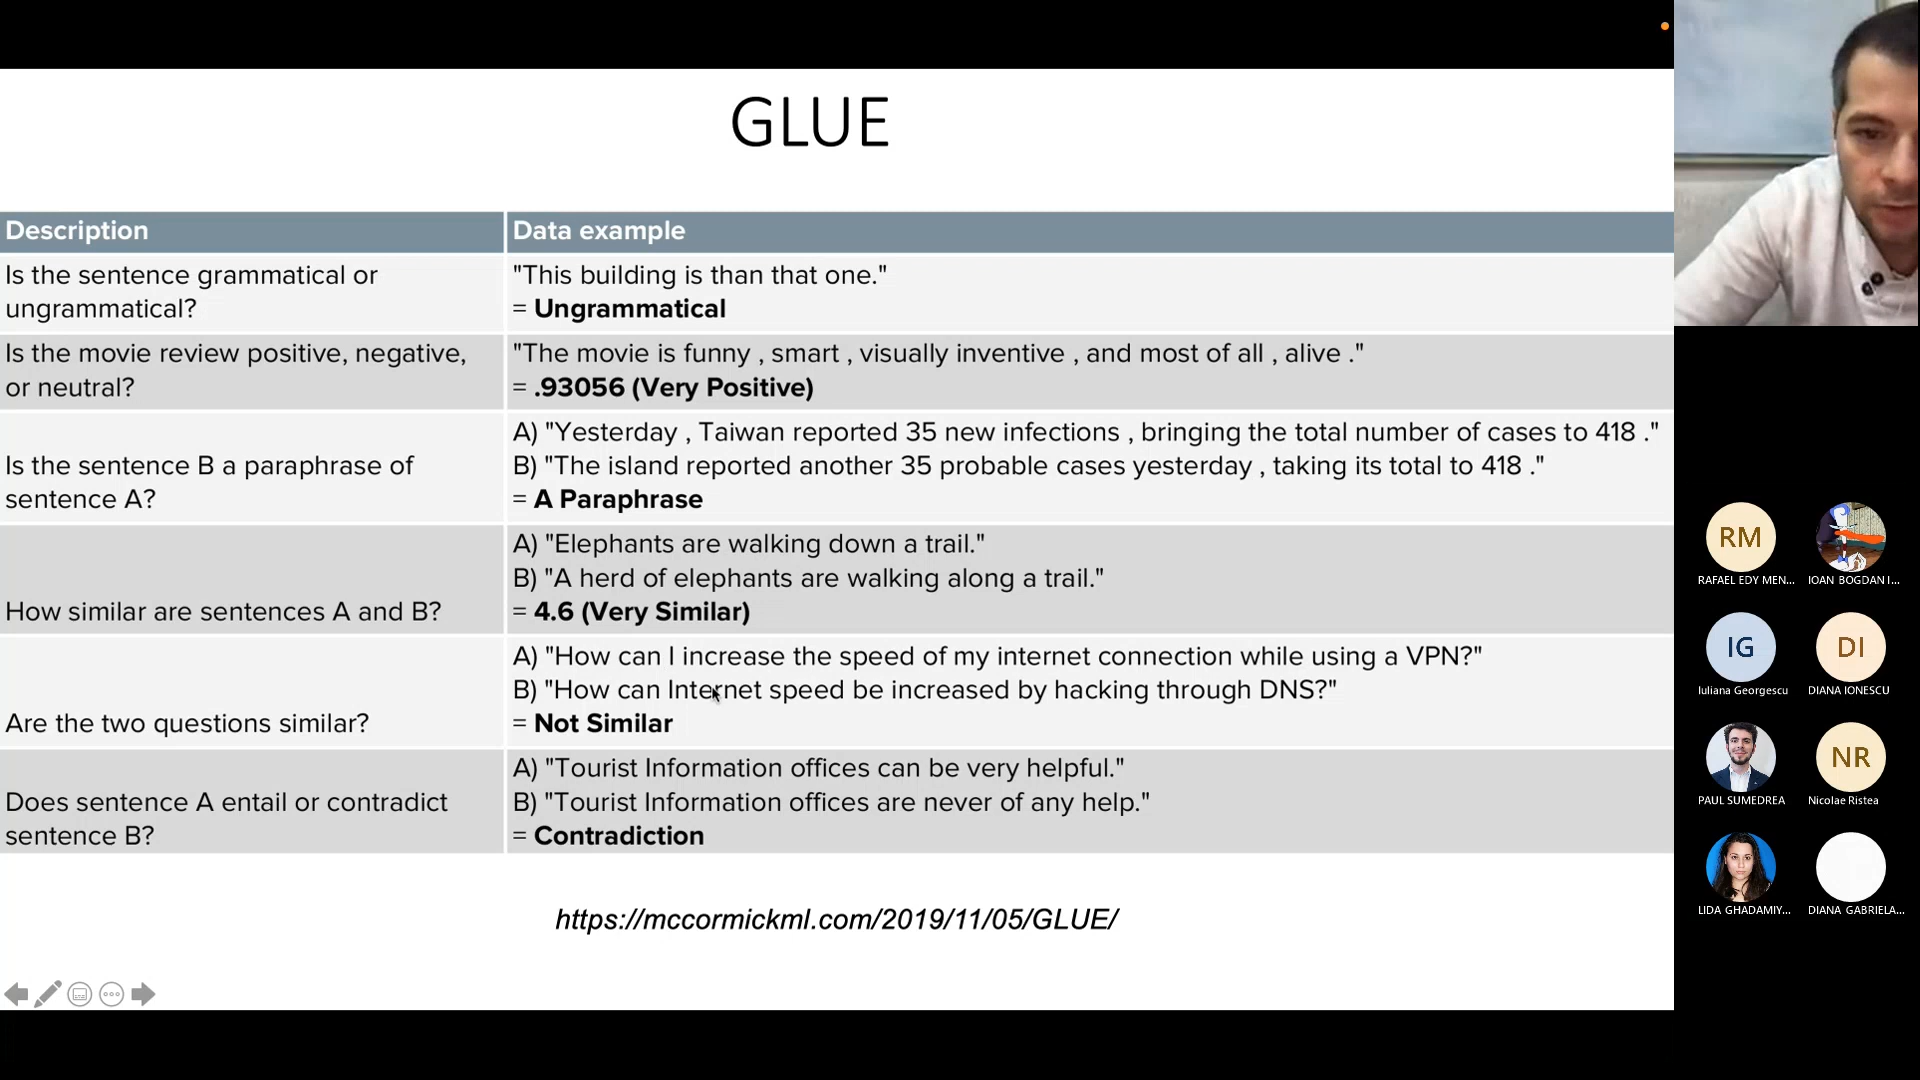 GLUE
Description
Data example
Is the sentence grammatical or
ungrammatical?
"This building is than that one."
= Ungrammatical
Is the movie review positive, negative,
or neutral?
"The movie is funny , smart , visually inventive , and most of all , alive ."
= .93056 (Very Positive)
Is the sentence B a paraphrase of
sentence A?
A) "Yesterday , Taiwan reported 35 new infections , bringing the total number of cases to 418 ."
B) "The island reported another 35 probable cases yesterday , taking its total to 418 ."
= A Paraphrase
How similar are sentences A and B?
A) "Elephants are walking down a trail."
B) "A herd of elephants are walking along a trail."
= 4.6 (Very Similar)
Are the two questions similar?
A) "How can I increase the speed of my internet connection while using a VPN?"
B) "How can Internet speed be increased by hacking through DNS?"
= Not Similar
Does sentence A entail or contradict
sentence B?
A) "Tourist Information offices can be very helpful."
B) "Tourist Information offices are never of any help."
= Contradiction
https://mccormickml.com/2019/11/05/GLUE/
RM
RAFAEL EDY MEN...
IOAN BOGDAN I...
IG
Iuliana Georgescu
DI
DIANA IONESCU
PAUL SUMEDREA
NR
Nicolae Ristea
LIDA GHADAMIY...
DIANA GABRIELA...